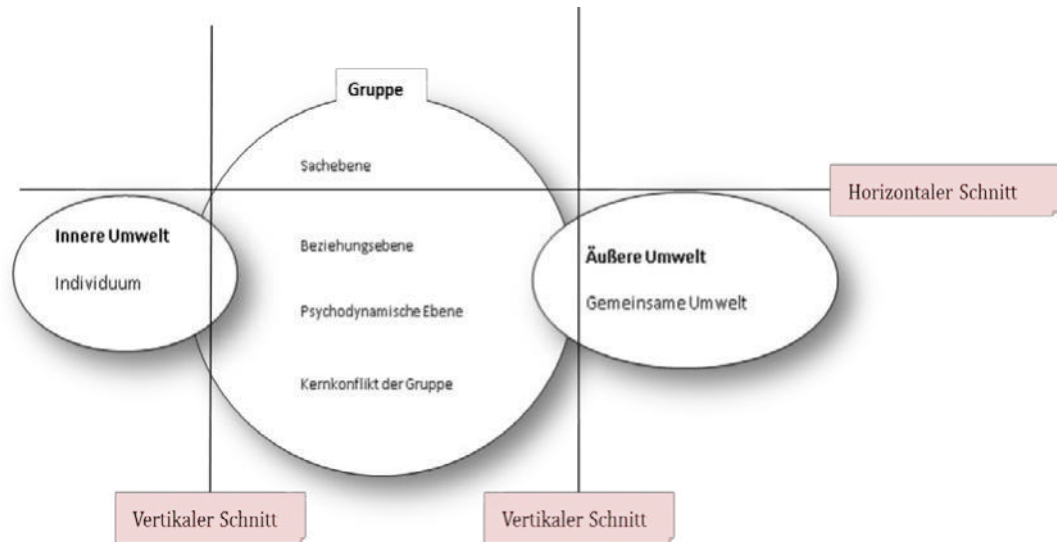 Gruppe
Sachebene
Horizontaler Schnitt
Innere Umwelt
Individuum
Beziehungsebene
Psychodynamische Ebene
Kernkonflikt der Gruppe
Äußere Umwelt
Gemeinsame Umwelt
Vertikaler Schnitt
Vertikaler Schnitt